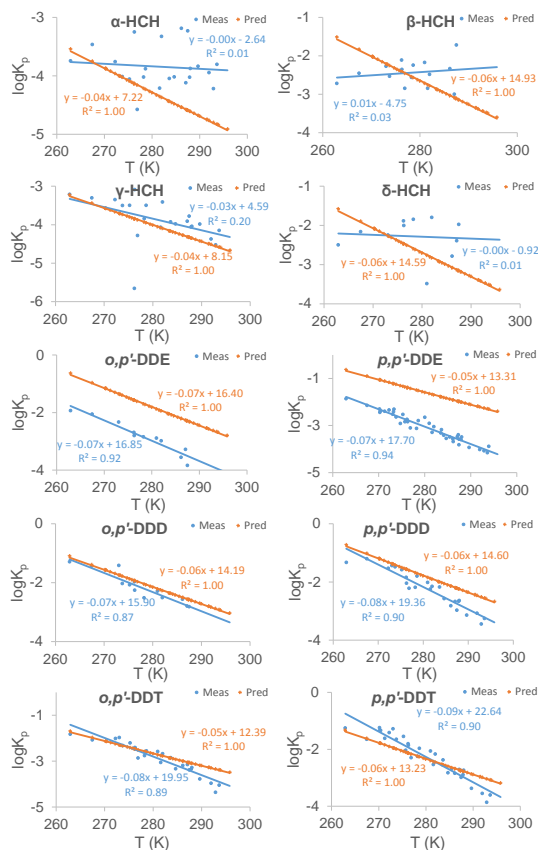 α-HCH
Meas Pred
-2
-3
-4
-5
logKp
y = -0.00x - 2.64
R² = 0.01
y = -0.04x + 7.22
R² = 1.00
260 270 280 290 300
T (K)
β-HCH
Meas Pred
-1
-2
-3
-4
logKp
y = -0.06x + 14.93
R² = 1.00
y = 0.01x - 4.75
R² = 0.03
260 270 280 290 300
T (K)
γ-HCH
Meas Pred
-3
-4
-5
-6
logKp
y = -0.03x + 4.59
R² = 0.20
y = -0.04x + 8.15
R² = 1.00
260 270 280 290 300
T (K)
δ-HCH
Meas Pred
-1
-2
-3
-4
logKp
y = -0.00x - 0.92
R² = 0.01
y = -0.06x + 14.59
R² = 1.00
260 270 280 290 300
T (K)
o,p'-DDE
Meas Pred
0
-2
-4
logKp
y = -0.07x + 16.40
R² = 1.00
y = -0.07x + 16.85
R² = 0.92
260 270 280 290 300
T (K)
p,p'-DDE
Meas Pred
1
-1
-3
-5
logKp
y = -0.05x + 13.31
R² = 1.00
y = -0.07x + 17.70
R² = 0.94
260 270 280 290 300
T (K)
o,p'-DDD
Meas Pred
0
-2
-4
logKp
y = -0.06x + 14.19
R² = 1.00
y = -0.07x + 15.90
R² = 0.87
260 270 280 290 300
T (K)
p,p'-DDD
Meas Pred
0
-2
-4
logKp
y = -0.06x + 14.60
R² = 1.00
y = -0.08x + 19.36
R² = 0.90
260 270 280 290 300
T (K)
o,p'-DDT
Meas Pred
1
-1
-3
-5
logKp
y = -0.05x + 12.39
R² = 1.00
y = -0.08x + 19.95
R² = 0.89
260 270 280 290 300
T (K)
p,p'-DDT
Meas Pred
0
-2
-4
logKp
y = -0.09x + 22.64
R² = 0.90
y = -0.06x + 13.23
R² = 1.00
260 270 280 290 300
T (K)